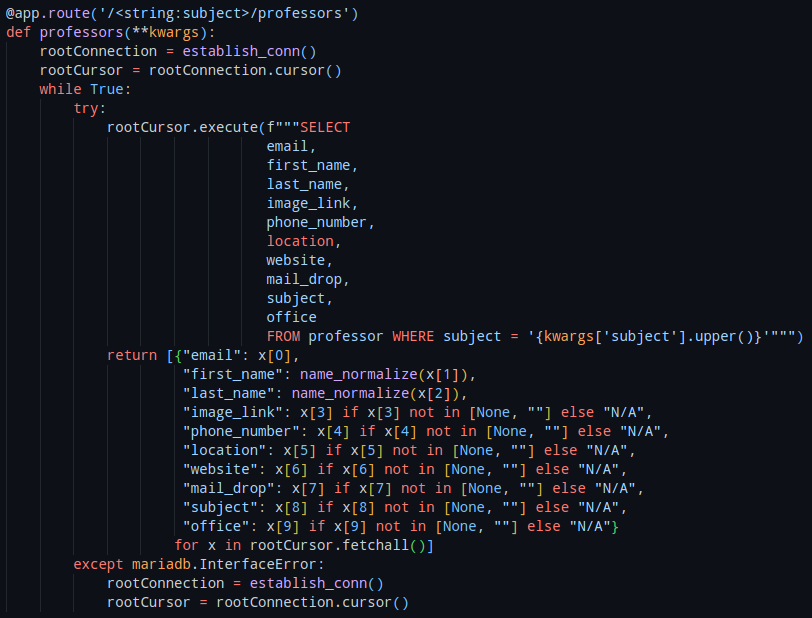 @app.route('/<string:subject>/professors')
def professors(**kwargs):
    rootConnection = establish_conn()
    rootCursor = rootConnection.cursor()
    while True:
        try:
            rootCursor.execute(f"""SELECT
                               email,
                               first_name,
                               last_name,
                               image_link,
                               phone_number,
                               location,
                               website,
                               mail_drop,
                               subject,
                               office
                               FROM professor WHERE subject = '{kwargs['subject'].upper()}'""")
            return [{"email": x[0],
                     "first_name": name_normalize(x[1]),
                     "last_name": name_normalize(x[2]),
                     "image_link": x[3] if x[3] not in [None, ""] else "N/A",
                     "phone_number": x[4] if x[4] not in [None, ""] else "N/A",
                     "location": x[5] if x[5] not in [None, ""] else "N/A",
                     "website": x[6] if x[6] not in [None, ""] else "N/A",
                     "mail_drop": x[7] if x[7] not in [None, ""] else "N/A",
                     "subject": x[8] if x[8] not in [None, ""] else "N/A",
                     "office": x[9] if x[9] not in [None, ""] else "N/A"}
                    for x in rootCursor.fetchall()]
        except mariadb.InterfaceError:
            rootConnection = establish_conn()
            rootCursor = rootConnection.cursor()